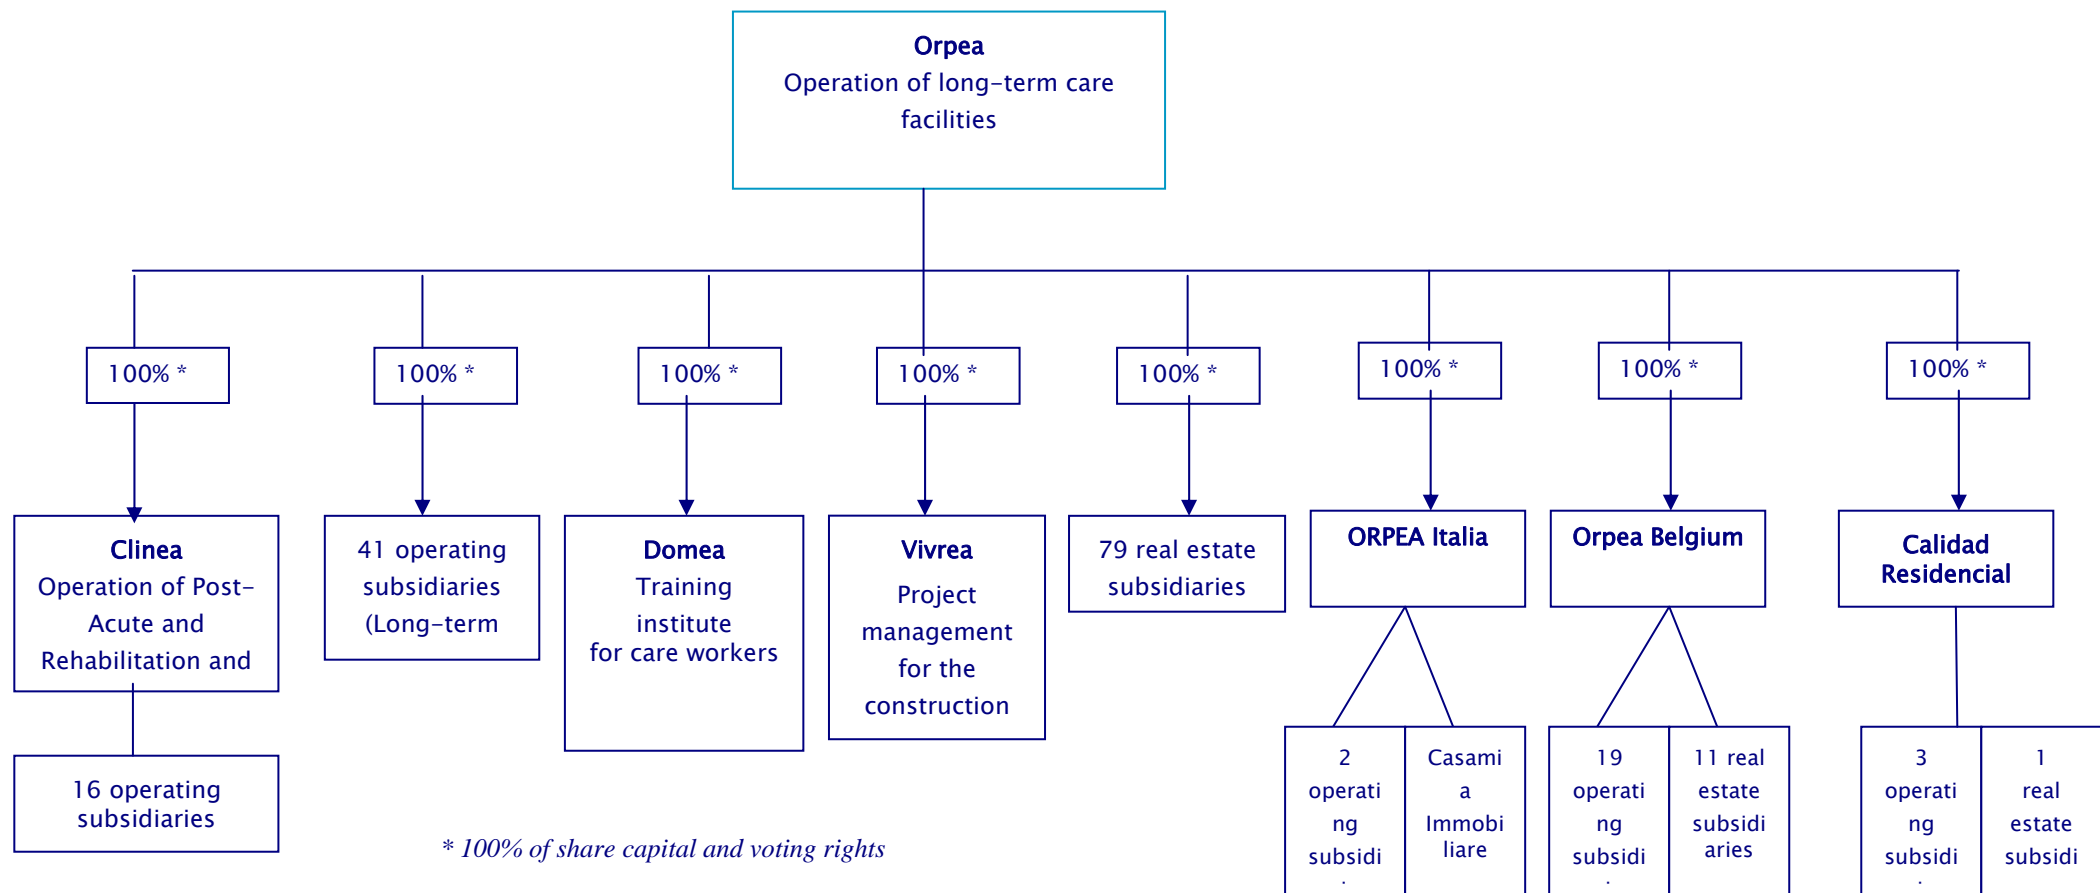 Orpea
Operation of long-term care
facilities
100% *
100% *
100% *
100% *
100% *
100% *
100% *
100% *
Clinea
Operation of Post-
Acute and
Rehabilitation and
41 operating
subsidiaries
(Long-term
Domea
Training
institute
for care workers
Vivrea
Project
management
for the
construction
79 real estate
subsidiaries
ORPEA Italia
Orpea Belgium
Calidad
Residencial
16 operating
subsidiaries
2
operati
ng
subsidi
Casami
a
Immobi
liare
19
operati
ng
subsidi
11 real
estate
subsidi
aries
3
operati
ng
subsidi
1
real
estate
subsidi
* 100% of share capital and voting rights